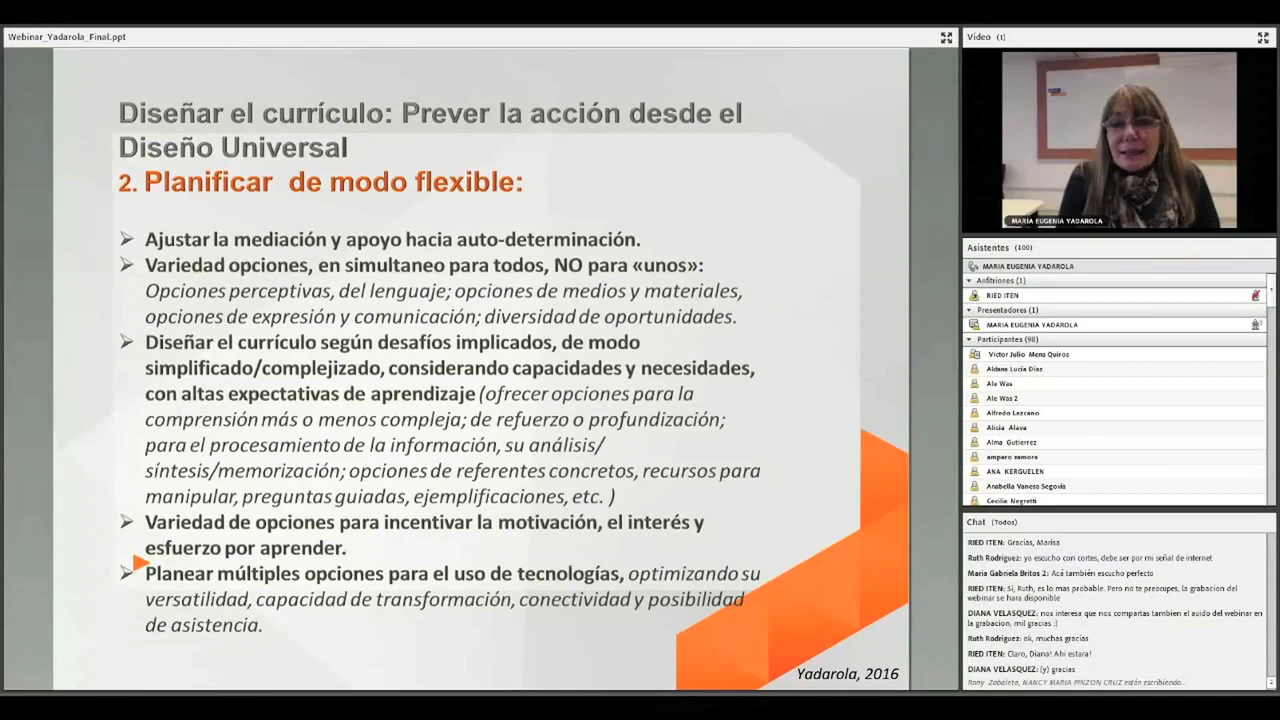 Webinar_Yadarola_Final.ppt
Diseñar el currículo: Prever la acción desde el
Diseño Universal
2. Planificar de modo flexible:
Ajustar la mediación y apoyo hacia auto-determinación.
Variedad opciones, en simultaneo para todos, NO para «unos»:
Opciones perceptivas, del lenguaje; opciones de medios y materiales,
opciones de expresión y comunicación; diversidad de oportunidades.
Diseñar el currículo según desafíos implicados, de modo
simplificado/complejizado, considerando capacidades y necesidades,
con altas expectativas de aprendizaje (ofrecer opciones para la
comprensión más o menos compleja; de refuerzo o profundización;
para el procesamiento de la información, su análisis/
síntesis/memorización; opciones de referentes concretos, recursos para
manipular, preguntas guiadas, ejemplificaciones, etc. )
Variedad de opciones para incentivar la motivación, el interés y
esfuerzo por aprender.
Planear múltiples opciones para el uso de tecnologías, optimizando su
versatilidad, capacidad de transformación, conectividad y posibilidad
de asistencia.
Yadarola, 2016
Vídeo (1)
MARIA EUGENIA YADAROLA
Asistentes (100)
MARIA EUGENIA YADAROLA
Anfitriones (1)
RIED ITEN
Presentadores (1)
MARIA EUGENIA YADAROLA
Participantes (98)
Víctor Julio Mena Quiros
Aldana Lucía Díaz
Ale Was
Ale Was 2
Alfredo Lezcano
Alicia Alava
Alma Gutierrez
amparo zamora
ANA KERGUELEN
Anabella Vanesa Segovia
Cecilia Negretti
Chat (Todos)
RIED ITEN: Gracias, Marisa
Ruth Rodriguez: yo escucho con cortes, debe ser por mi señal de internet
Maria Gabriela Britos 2: Acá también escucho perfecto
RIED ITEN: Si, Ruth, es lo mas probable. Pero no te preocupes, la grabacion del
webinar se hara disponible
DIANA VELASQUEZ: nos interesa que nos compartas tambien el auido del webinar en
la grabacion, mil gracias :)
Ruth Rodriguez: ok, muchas gracias
RIED ITEN: Claro, Diana! Ahi estara!
DIANA VELASQUEZ: (y) gracias
Rony Zabaleta, NANCY MARIA PINZON CRUZ están escribiendo...